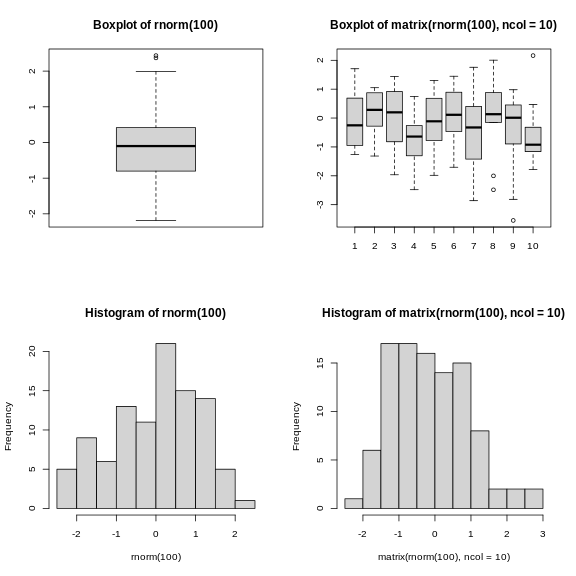 Boxplot of rnorm(100)
2
1
0
-1
-2
Boxplot of matrix(rnorm(100), ncol = 10)
2
1
0
-1
-2
-3
1 2 3 4 5 6 7 8 9 10
Histogram of rnorm(100)
Frequency
20
15
10
5
0
-2 -1 0 1 2
rnorm(100)
Histogram of matrix(rnorm(100), ncol = 10)
Frequency
15
10
5
0
-2 -1 0 1 2 3
matrix(rnorm(100), ncol = 10)